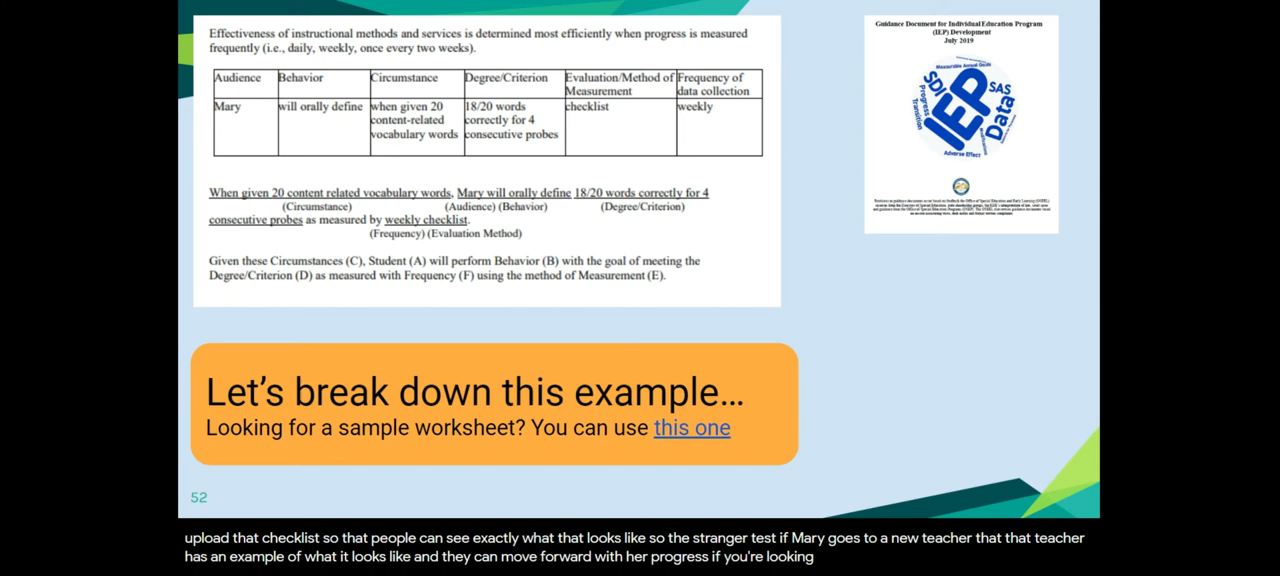 Effectiveness of instructional methods and services is determined most efficiently when progress is measured
frequently (i.e., daily, weekly, once every two weeks).
Audience Behavior Circumstance Degree/Criterion Evaluation/Method of Measurement Frequency of data collection
Mary will orally define when given 20 content-related vocabulary words 18/20 words correctly for 4 consecutive probes checklist weekly
When given 20 content related vocabulary words, Mary will orally define 18/20 words correctly for 4
(Circumstance) (Audience) (Behavior) (Degree/Criterion)
consecutive probes as measured by weekly checklist.
(Frequency) (Evaluation Method)
Given these Circumstances (C), Student (A) will perform Behavior (B) with the goal of meeting the
Degree/Criterion (D) as measured with Frequency (F) using the method of Measurement (E).
Guidance Document for Individual Education Program
(IEP) Development
July 2019
Measurable Annual Goals
SDI
IEP
SAS
Data
Progress
Transition
Adverse Effect
Let's break down this example...
Looking for a sample worksheet? You can use this one
52
upload that checklist so that people can see exactly what that looks like so the stranger test if Mary goes to a new teacher that that teacher
has an example of what it looks like and they can move forward with her progress if you're looking